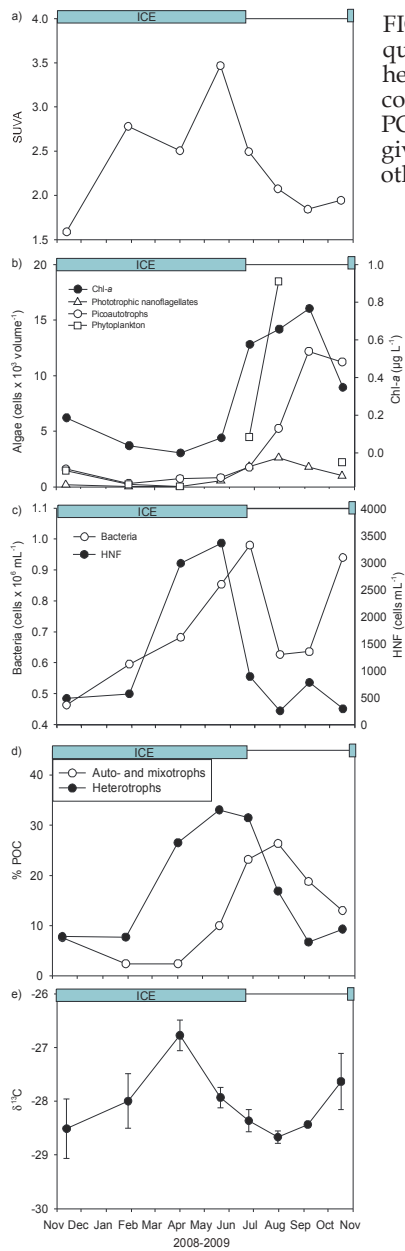 a)
ICE
4.0
3.5
3.0
2.5
2.0
1.5
SUVA
FIG
qu
he
co
PC
giv
oth
b)
ICE
20
15
10
5
0
Algae (cells x 10³ volume⁻¹)
Chl-a
Phototrophic nanoflagellates
Picoautotrophs
Phytoplankton
1.0
0.8
0.6
0.4
0.2
0.0
Chl-a (µg L⁻¹)
c)
ICE
1.1
1.0
0.9
0.8
0.7
0.6
0.5
0.4
Bacteria (cells x 10⁶ mL⁻¹)
Bacteria
HNF
4000
3500
3000
2500
2000
1500
1000
500
0
HNF (cells mL⁻¹)
d)
ICE
40
30
20
10
0
% POC
Auto- and mixotrophs
Heterotrophs
e)
ICE
-26
-27
-28
-29
-30
δ¹³C
Nov Dec Jan Feb Mar Apr May Jun Jul Aug Sep Oct Nov
2008-2009